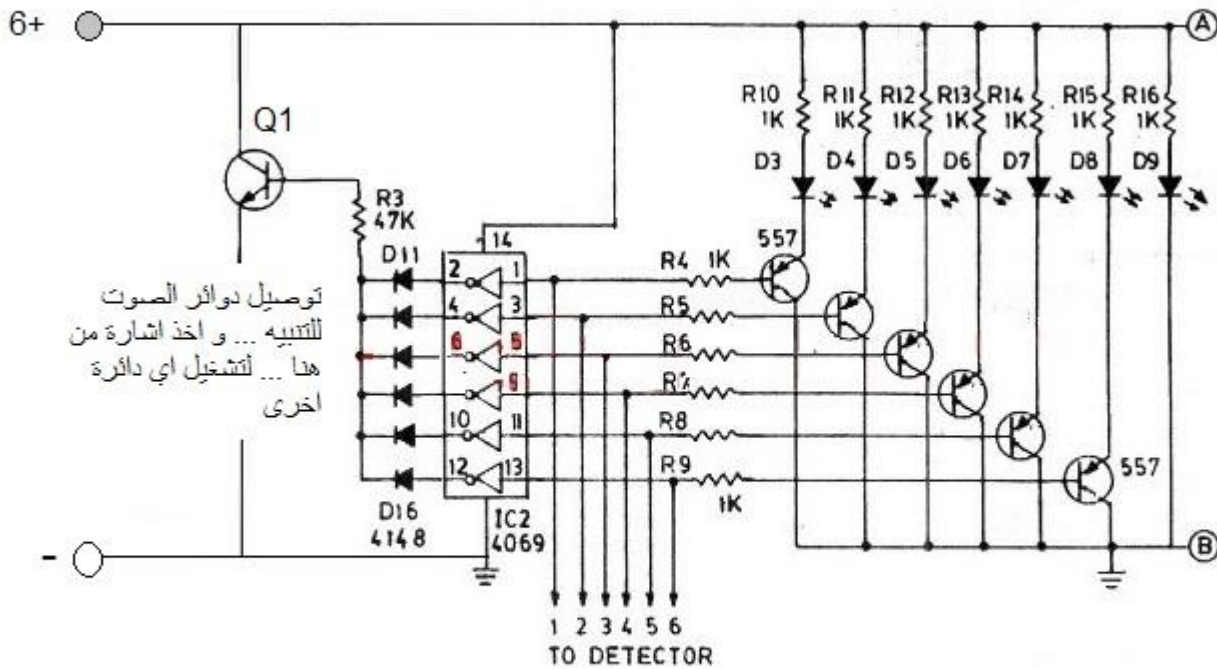 6+
A
Q1
R10 R11 R12 R13 R14 R15 R16
1K 1K 1K 1K 1K 1K 1K
D3 D4 D5 D6 D7 D8 D9
R3
47K
D11
14
557
2 1
R4 1K
توصيل دوائر الصوت
للتنبيه ... و اخذ اشارة من
هنا ... لتشغيل اي دائرة
اخرى
4 3
R5
6 5
R6
9
R7
10 11
R8
12 13
R9
1K
557
D16
4148
IC2
4069
-
B
1 2 3 4 5 6
TO DETECTOR